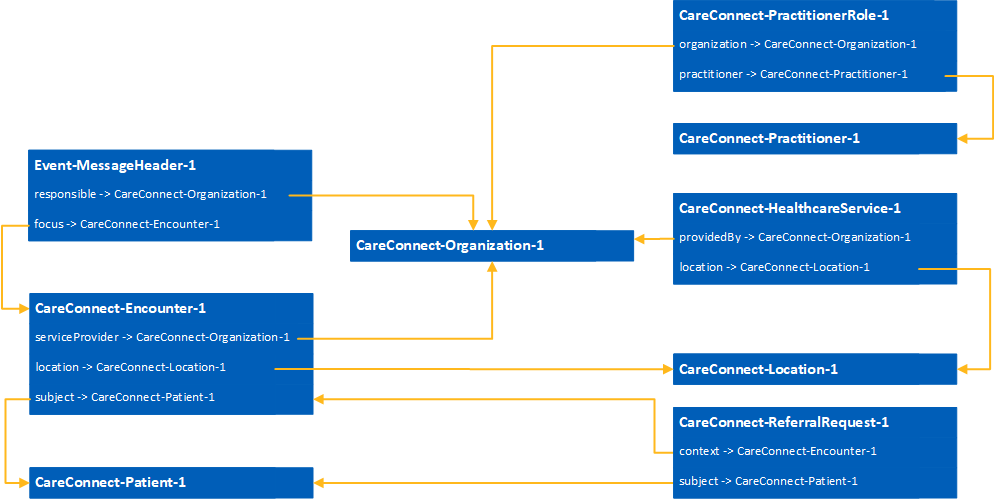 CareConnect-PractitionerRole-1
organization -> CareConnect-Organization-1
practitioner -> CareConnect-Practitioner-1
CareConnect-Practitioner-1
Event-MessageHeader-1
responsible -> CareConnect-Organization-1
focus -> CareConnect-Encounter-1
CareConnect-Organization-1
CareConnect-HealthcareService-1
providedBy -> CareConnect-Organization-1
location -> CareConnect-Location-1
CareConnect-Encounter-1
serviceProvider -> CareConnect-Organization-1
location -> CareConnect-Location-1
subject -> CareConnect-Patient-1
CareConnect-Location-1
CareConnect-ReferralRequest-1
context -> CareConnect-Encounter-1
subject -> CareConnect-Patient-1
CareConnect-Patient-1